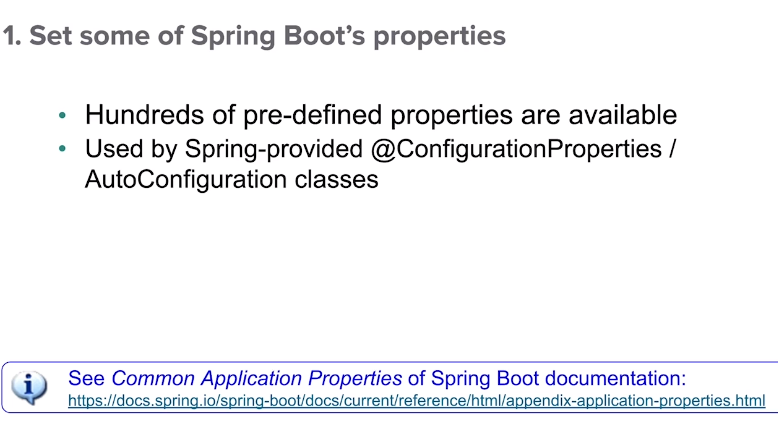 1. Set some of Spring Boot's properties
• Hundreds of pre-defined properties are available
• Used by Spring-provided @ConfigurationProperties /
AutoConfiguration classes
See Common Application Properties of Spring Boot documentation:
https://docs.spring.io/spring-boot/docs/current/reference/html/appendix-application-properties.html